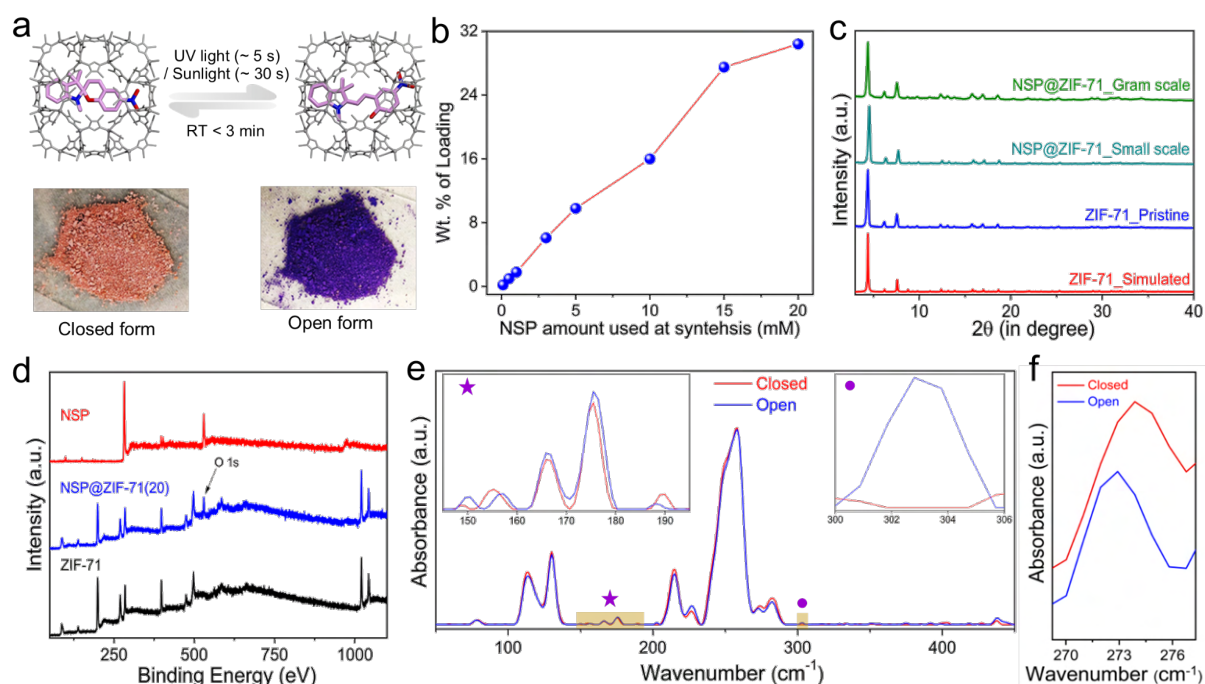 a
UV light (~ 5 s)
/ Sunlight (~ 30 s)
RT < 3 min
Closed form
Open form
b
Wt. % of Loading
32
24
16
8
0
0
5
10
15
20
NSP amount used at syntehsis (mM)
c
Intensity (a.u.)
NSP@ZIF-71_Gram scale
NSP@ZIF-71_Small scale
ZIF-71_Pristine
ZIF-71_Simulated
10
20
30
40
2θ (in degree)
d
Intensity (a.u.)
NSP
O 1s
NSP@ZIF-71(20)
ZIF-71
250
500
750
1000
Binding Energy (eV)
e
Absorbance (a.u.)
Closed
Open
150
160
170
180
190
300
302
304
306
100
200
300
400
Wavenumber (cm⁻¹)
f
Absorbance (a.u.)
Closed
Open
270
273
276
Wavenumber (cm⁻¹)